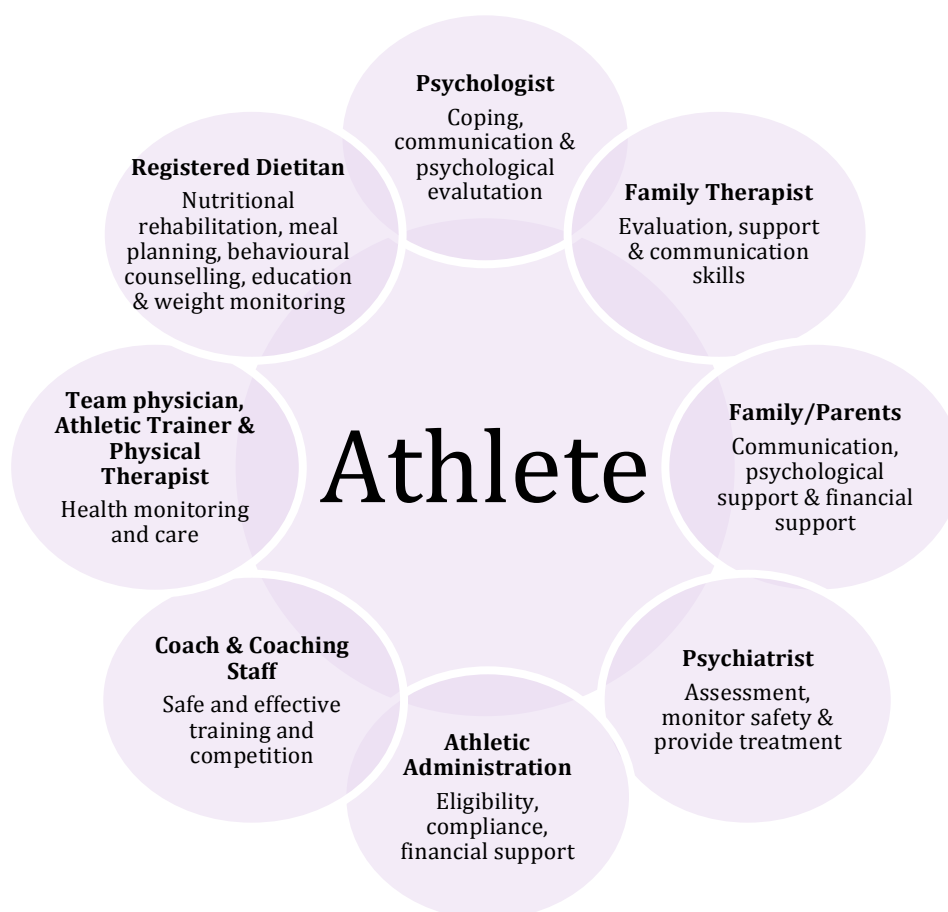 Psychologist
Coping,
communication &
psychological
evalutation
Family Therapist
Evaluation, support
& communication
skills
Family/Parents
Communication,
psychological
support & financial
support
Psychiatrist
Assessment,
monitor safety &
provide treatment
Athletic
Administration
Eligibility,
compliance,
financial support
Coach & Coaching
Staff
Safe and effective
training and
competition
Team physician,
Athletic Trainer &
Physical
Therapist
Health monitoring
and care
Registered Dietitan
Nutritional
rehabilitation, meal
planning, behavioural
counselling, education
& weight monitoring
Athlete